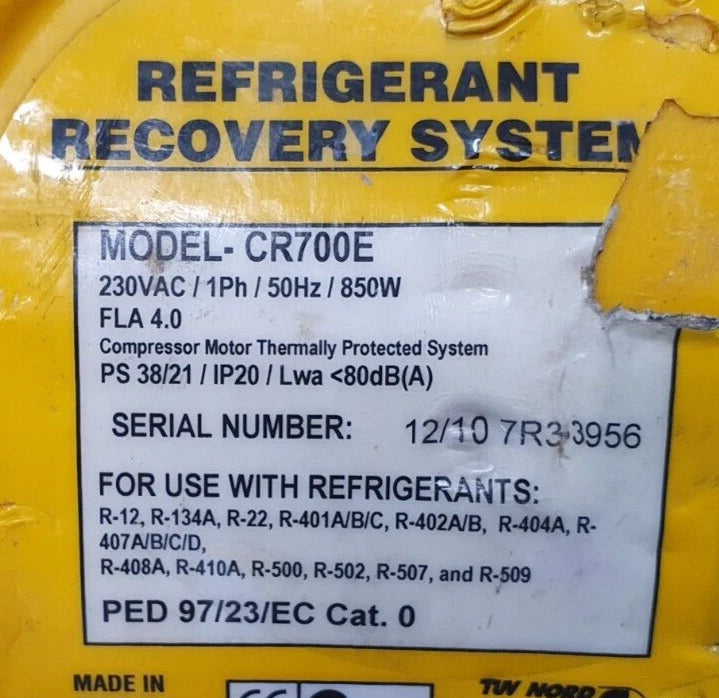 REFRIGERANT
RECOVERY SYSTEM
MODEL- CR700E
230VAC / 1Ph / 50Hz / 850W
FLA 4.0
Compressor Motor Thermally Protected System
PS 38/21 / IP20 / Lwa <80dB(A)
SERIAL NUMBER: 12/10 7R33956
FOR USE WITH REFRIGERANTS:
R-12, R-134A, R-22, R-401A/B/C, R-402A/B, R-404A, R-
407A/B/C/D,
R-408A, R-410A, R-500, R-502, R-507, and R-509
PED 97/23/EC Cat. 0
MADE IN
CE
TUV NORD